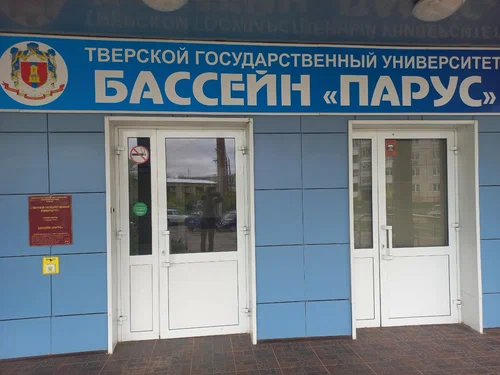 ТВЕРСКОЙ ГОСУДАРСТВЕННЫЙ УНИВЕРСИТЕТ
БАССЕЙН «ПАРУС»